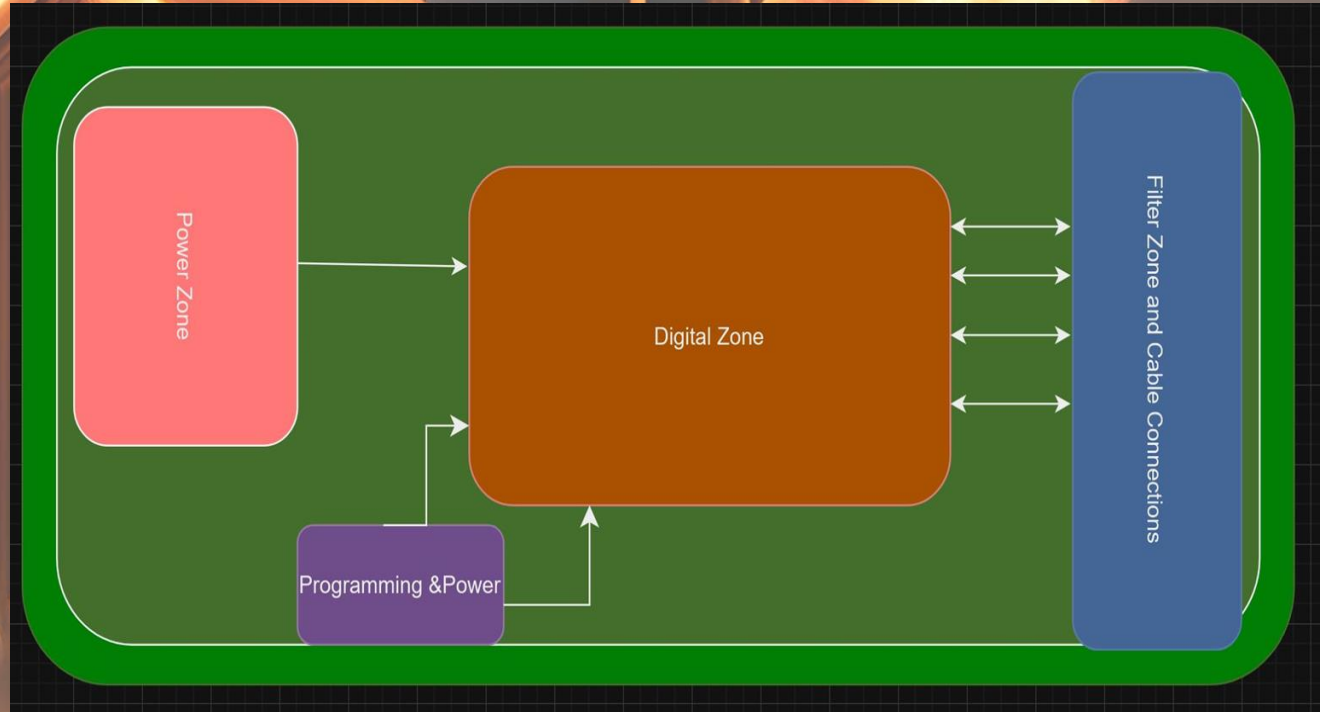 Power Zone
Digital Zone
Filter Zone and Cable Connections
Programming &Power